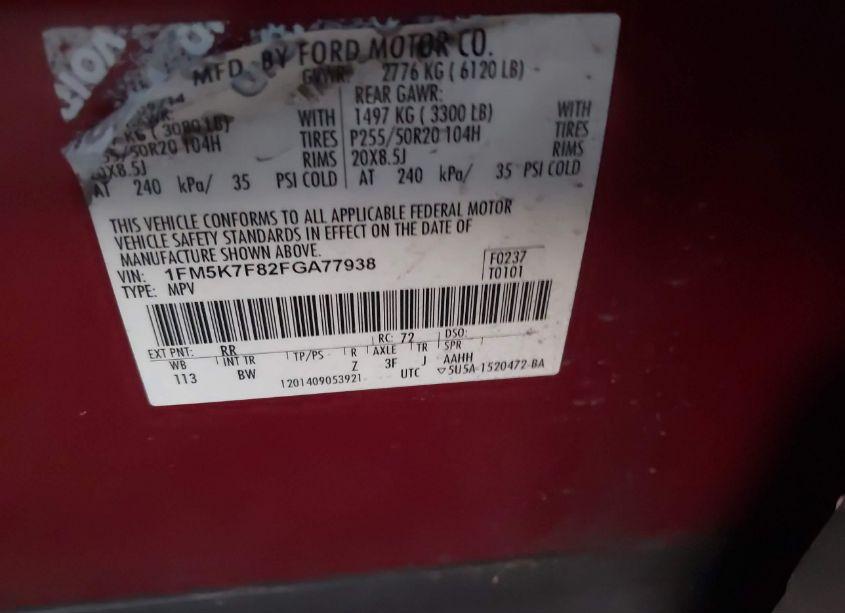 MFD. BY FORD MOTOR CO.
GVWR: 2776 KG ( 6120 LB)
REAR GAWR:
KG ( 3080 LB) WITH 1497 KG ( 3300 LB) WITH
255/50R20 104H TIRES P255/50R20 104H TIRES
20X8.5J RIMS 20X8.5J RIMS
AT 240 kPa/ 35 PSI COLD AT 240 kPa/ 35 PSI COLD
THIS VEHICLE CONFORMS TO ALL APPLICABLE FEDERAL MOTOR
VEHICLE SAFETY STANDARDS IN EFFECT ON THE DATE OF
MANUFACTURE SHOWN ABOVE.
VIN: 1FM5K7F82FGA77938 F0237
TYPE: MPV T0101
EXT PNT: RR RC: 72 DSO:
WB INT TR TP/PS R AXLE TR SPR
113 BW Z 3F J AAHH
1201409053921 UTC ▽5U5A-1520472-BA